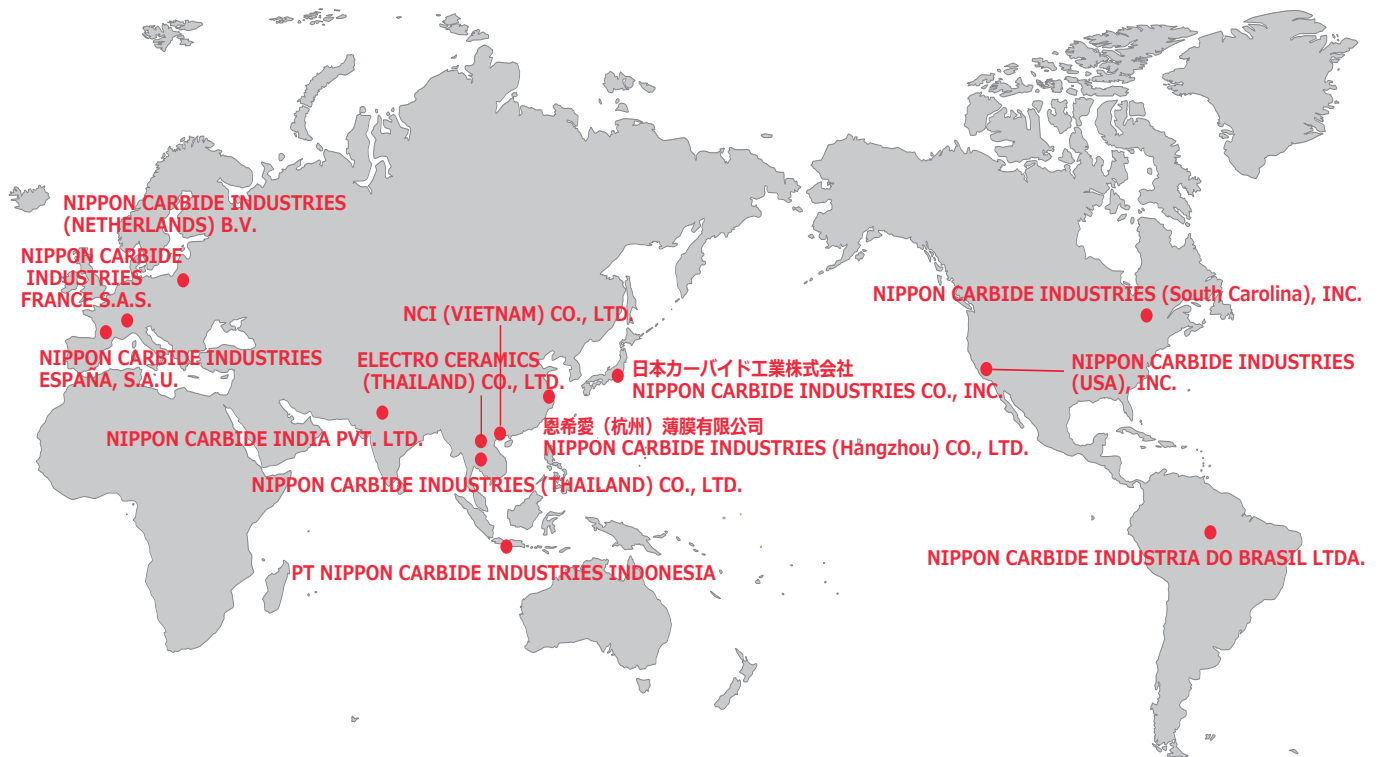 NIPPON CARBIDE INDUSTRIES
(NETHERLANDS) B.V.
NIPPON CARBIDE
INDUSTRIES
FRANCE S.A.S.
NIPPON CARBIDE INDUSTRIES
ESPAÑA, S.A.U.
NCI (VIETNAM) CO., LTD.
ELECTRO CERAMICS
(THAILAND) CO., LTD.
日本カーバイド工業株式会社
NIPPON CARBIDE INDUSTRIES CO., INC.
恩希愛（杭州）薄膜有限公司
NIPPON CARBIDE INDUSTRIES (Hangzhou) CO., LTD.
NIPPON CARBIDE INDIA PVT. LTD.
NIPPON CARBIDE INDUSTRIES (THAILAND) CO., LTD.
PT NIPPON CARBIDE INDUSTRIES INDONESIA
NIPPON CARBIDE INDUSTRIES (South Carolina), INC.
NIPPON CARBIDE INDUSTRIES
(USA), INC.
NIPPON CARBIDE INDUSTRIA DO BRASIL LTDA.